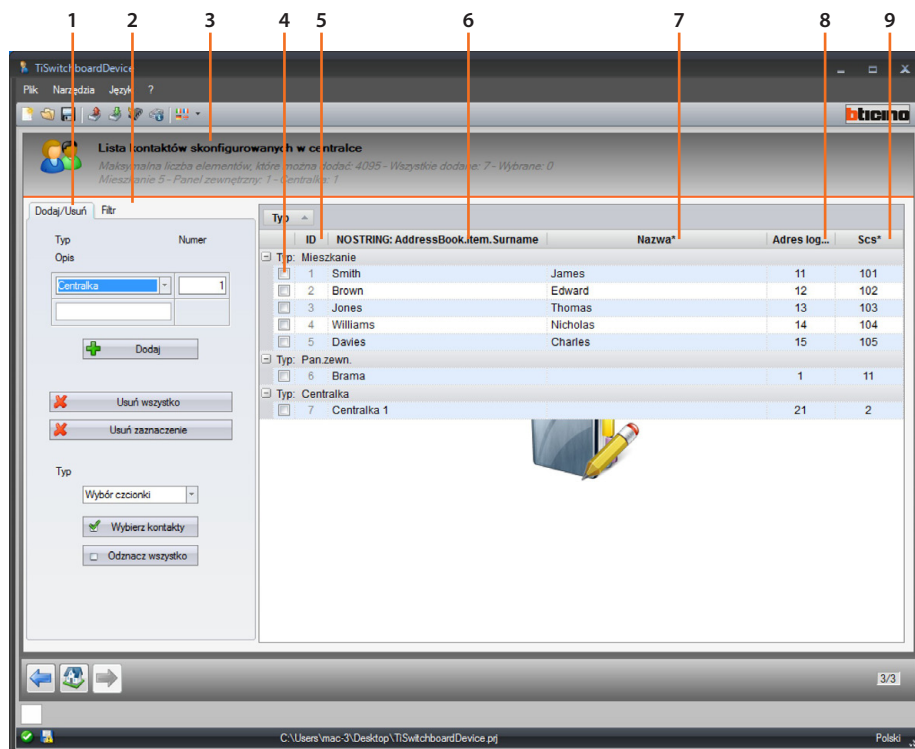 1 2 3 4 5 6 7 8 9
TiSwitchboardDevice
Plik Narzędzia Język ?
bticino
Lista kontaktów skonfigurowanych w centralce
Maksymalna liczba elementów, które można dodać: 4095 - Wszystkie dodane: 7 - Wybrane: 0
Mieszkanie 5 - Panel zewnętrzny: 1 - Centralka: 1
Dodaj/Usuń Filtr
Typ Numer
Opis
Centralka 1
Dodaj
Usuń wszystko
Usuń zaznaczenie
Typ
Wybór czcionki
Wybierz kontakty
Odznacz wszystko
Typ
ID NOSTRING: AddressBook.Item.Surname Nazwa* Adres log... Scs*
Typ: Mieszkanie
1 Smith James 11 101
2 Brown Edward 12 102
3 Jones Thomas 13 103
4 Williams Nicholas 14 104
5 Davies Charles 15 105
Typ: Pan.zewn.
6 Brama 1 11
Typ: Centralka
7 Centralka 1 21 2
3/3
C:\Users\mac-3\Desktop\TiSwitchboardDevice.prj Polski